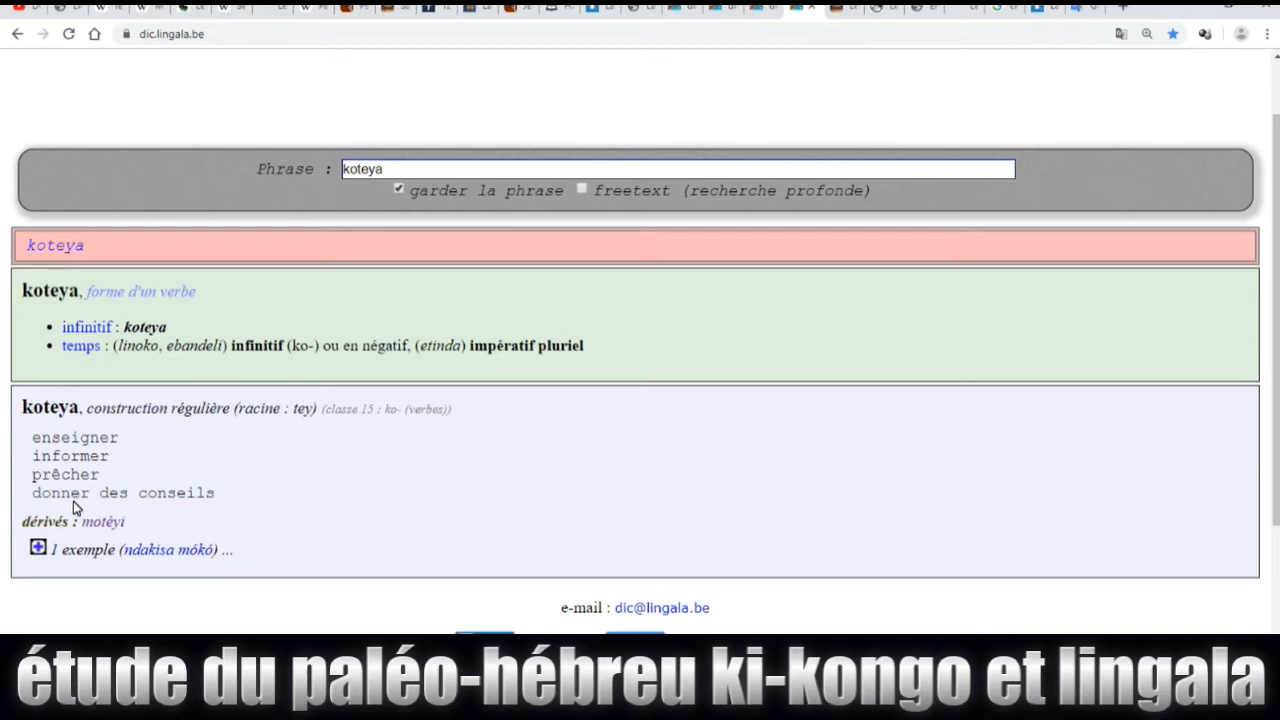 dic.lingala.be
Phrase : koteya
garder la phrase freetext (recherche profonde)
koteya
koteya, forme d'un verbe
• infinitif : koteya
• temps : (linoko, ebandeli) infinitif (ko-) ou en négatif, (etinda) impératif pluriel
koteya, construction régulière (racine : tey) (classe 15 : ko- (verbes))
enseigner
informer
prêcher
donner des conseils
dérivés : motéyi
1 exemple (ndakisa mókó) ...
e-mail : dic@lingala.be
étude du paléo-hébreu ki-kongo et lingala